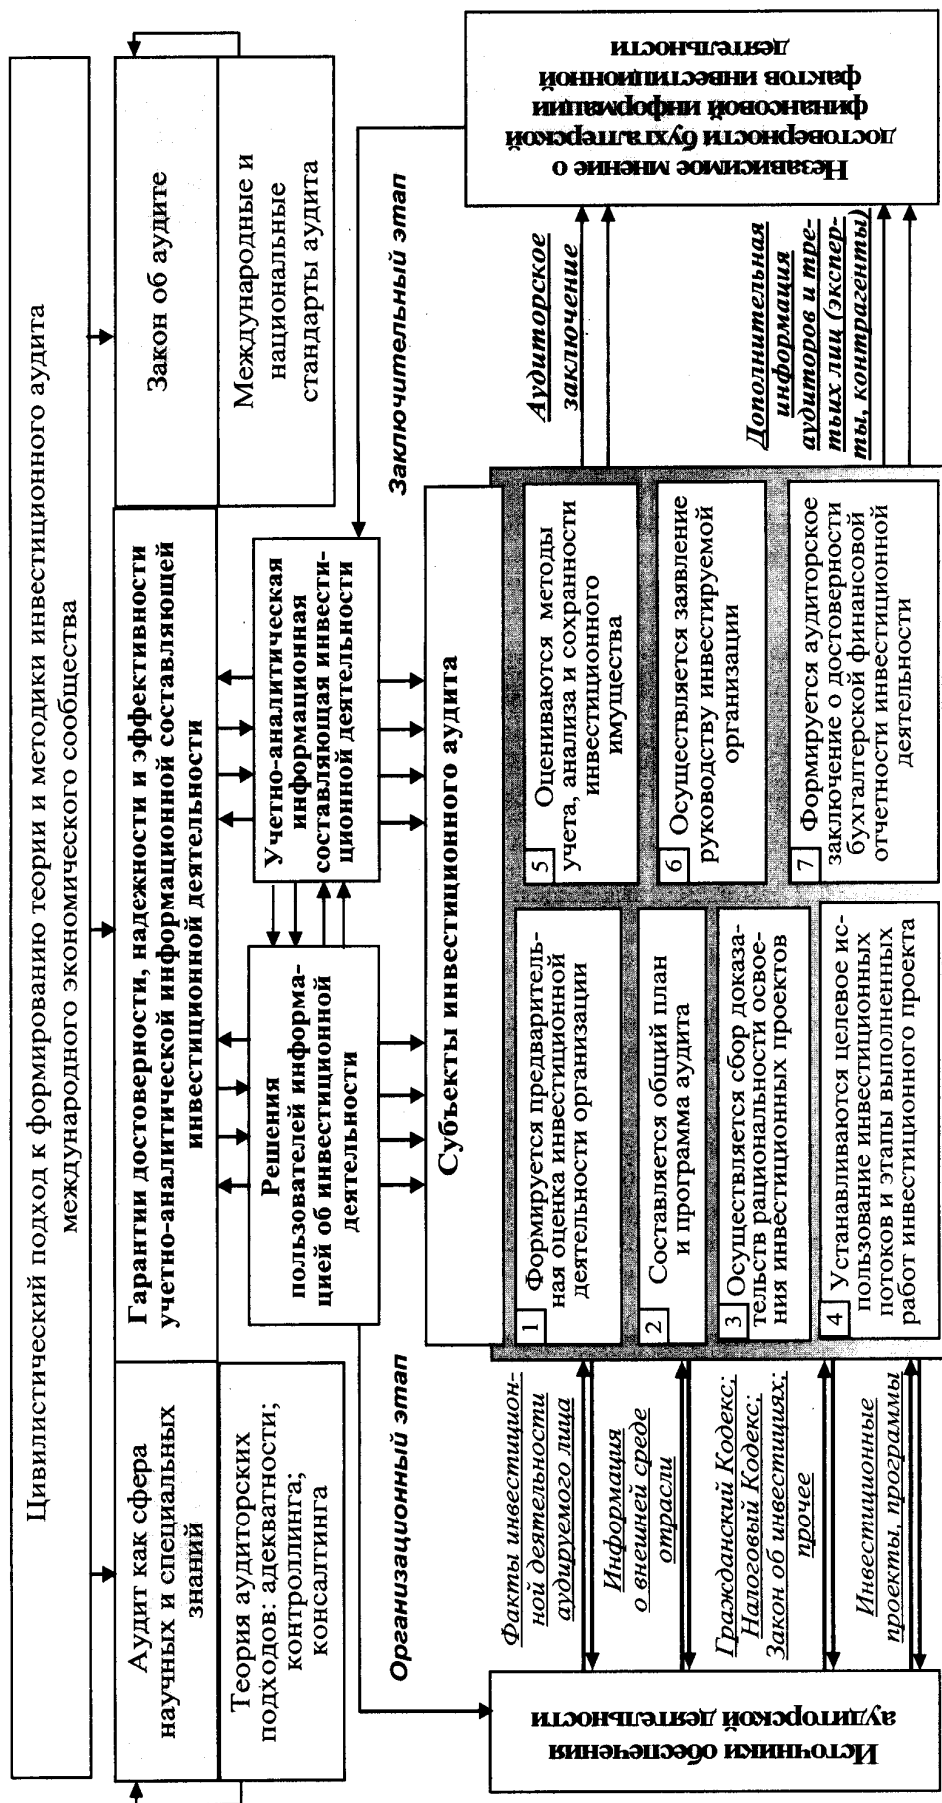 Цивилистический подход к формированию теории и методики инвестиционного аудита
международного экономического сообщества
Аудит как сфера
научных и специальных
знаний
Теория аудиторских
подходов: адекватности;
контроллинга;
консалтинга
Гарантии достоверности, надежности и эффективности
учетно-аналитической информационной составляющей
инвестиционной деятельности
Закон об аудите
Международные и
национальные
стандарты аудита
Решения
пользователей информа-
цией об инвестиционной
деятельности
Учетно-аналитическая
информационная
составляющая инвести-
ционной деятельности
Организационный этап
Заключительный этап
Субъекты инвестиционного аудита
Источники обеспечения
аудиторской деятельности
Факты инвестицион-
ной деятельности
аудируемого лица
Информация
о внешней среде
отрасли
Гражданский Кодекс;
Налоговый Кодекс;
Закон об инвестициях;
прочее
Инвестиционные
проекты, программы
1 Формируется предваритель-
ная оценка инвестиционной
деятельности организации
2 Составляется общий план
и программа аудита
3 Осуществляется сбор доказа-
тельств рациональности освое-
ния инвестиционных проектов
4 Устанавливаются целевое ис-
пользование инвестиционных
потоков и этапы выполненных
работ инвестиционного проекта
5 Оцениваются методы
учета, анализа и сохранности
инвестиционного
имущества
6 Осуществляется заявление
руководству инвестируемой
организации
7 Формируется аудиторское
заключение о достоверности
бухгалтерской финансовой
отчетности инвестиционной
деятельности
Аудиторское
заключение
Дополнительная
информация
аудиторов и тре-
тьих лиц (экспер-
ты, контрагенты)
Независимое мнение о
достоверности бухгалтерской
финансовой информации
фактов инвестиционной
деятельности